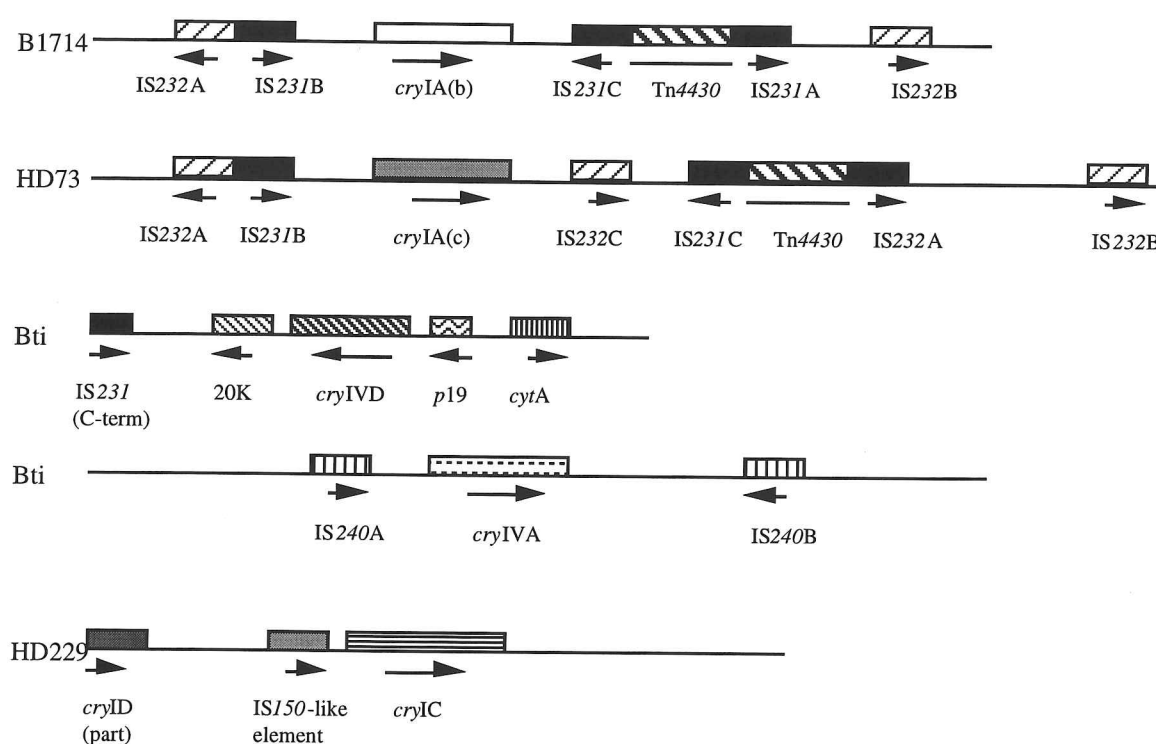 B1714
IS232A IS231B cryIA(b) IS231C Tn4430 IS231A IS232B
HD73
IS232A IS231B cryIA(c) IS232C IS231C Tn4430 IS232A IS232B
Bti
IS231 20K cryIVD p19 cytA
(C-term)
Bti
IS240A cryIVA IS240B
HD229
cryID IS150-like cryIC
(part) element